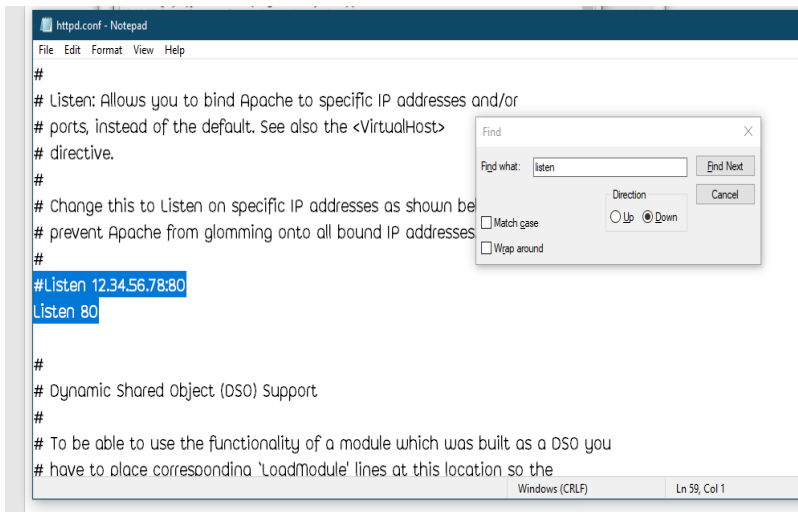 httpd.conf - Notepad
File Edit Format View Help
#
# Listen: Allows you to bind Apache to specific IP addresses and/or
# ports, instead of the default. See also the <VirtualHost>
# directive.
#
# Change this to Listen on specific IP addresses as shown bel
# prevent Apache from glomming onto all bound IP addresses
#
#Listen 12.34.56.78:80
Listen 80
#
# Dynamic Shared Object (DSO) Support
#
# To be able to use the functionality of a module which was built as a DSO you
# have to place corresponding `LoadModule' lines at this location so the
Windows (CRLF) Ln 59, Col 1
Find
Find what: listen Find Next
Direction Cancel
Match case Up Down
Wrap around